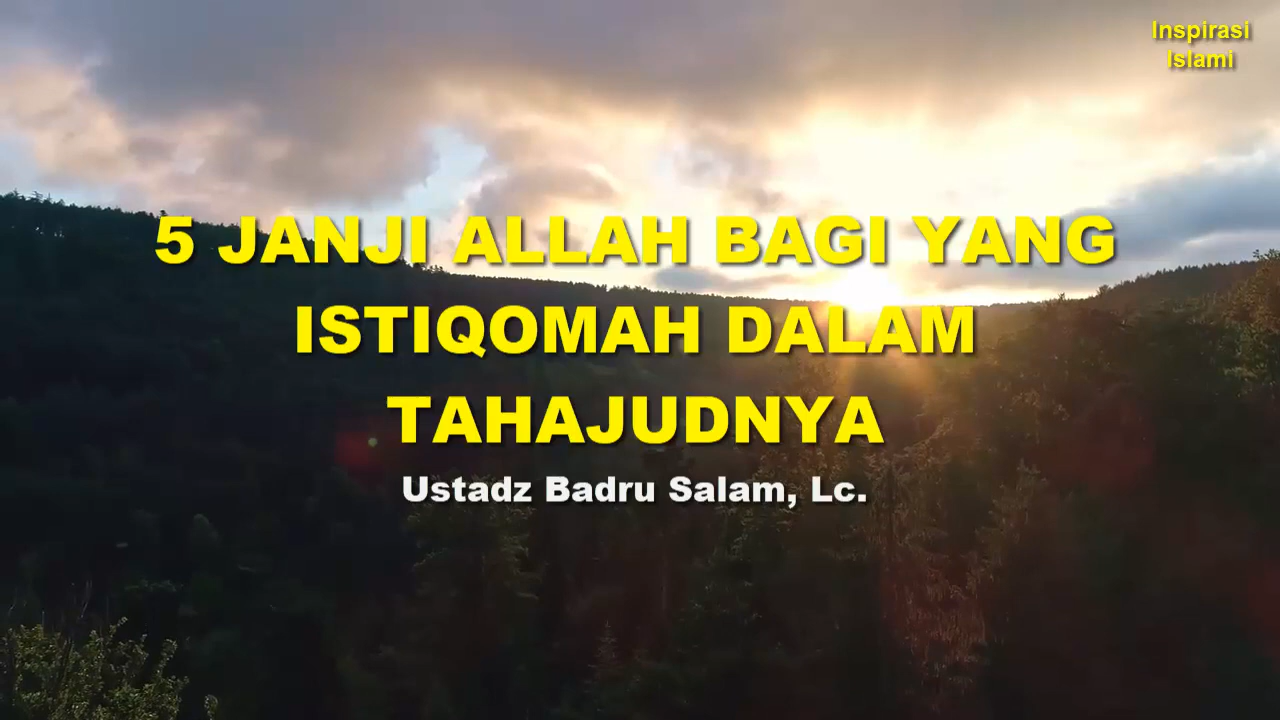 Inspirasi
Islami
5 JANJI ALLAH BAGI YANG
ISTIQOMAH DALAM
TAHAJUDNYA
Ustadz Badru Salam, Lc.